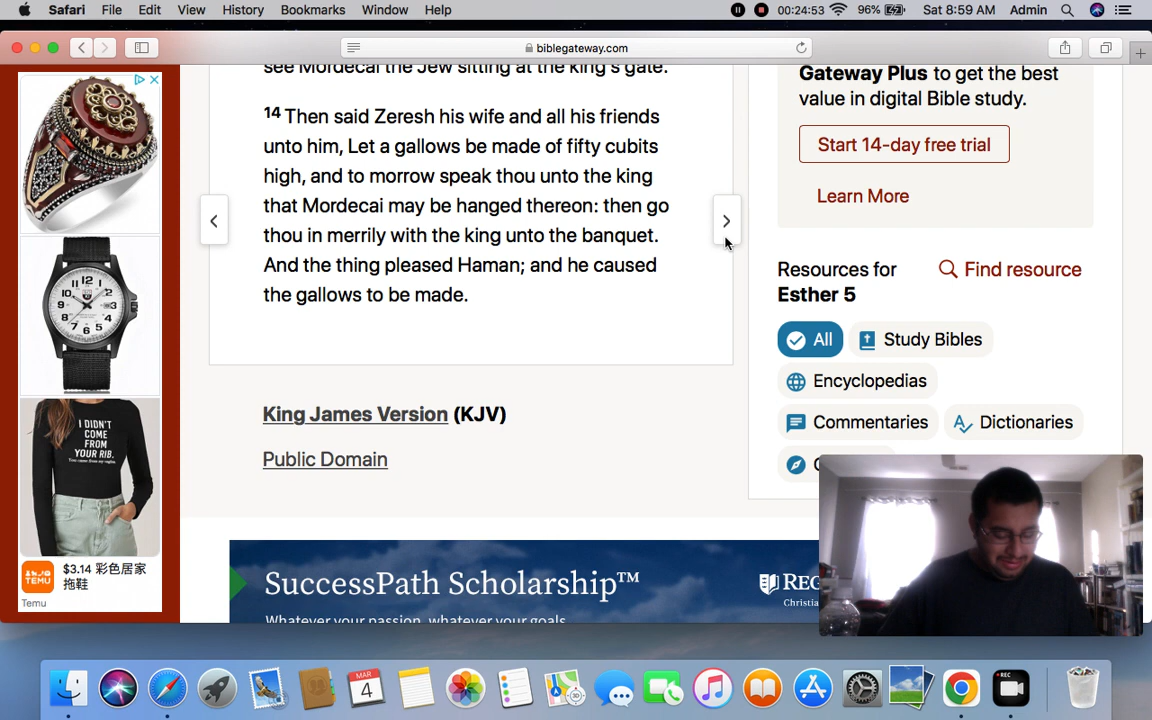 Safari File Edit View History Bookmarks Window Help 00:24:53 96% Sat 8:59 AM Admin
biblegateway.com
see Mordecai the Jew sitting at the king's gate.
14 Then said Zeresh his wife and all his friends
unto him, Let a gallows be made of fifty cubits
high, and to morrow speak thou unto the king
that Mordecai may be hanged thereon: then go
thou in merrily with the king unto the banquet.
And the thing pleased Haman; and he caused
the gallows to be made.
King James Version (KJV)
Public Domain
Gateway Plus to get the best
value in digital Bible study.
Start 14-day free trial
Learn More
Resources for
Esther 5
Find resource
All
Study Bibles
Encyclopedias
Commentaries
Dictionaries
I DIDN'T
COME
FROM
YOUR RIB.
TEMU
$3.14 彩色居家
拖鞋
Temu
SuccessPath Scholarship™
Whatever your passion, whatever your goals
REG
Christia
MAR
4
REC